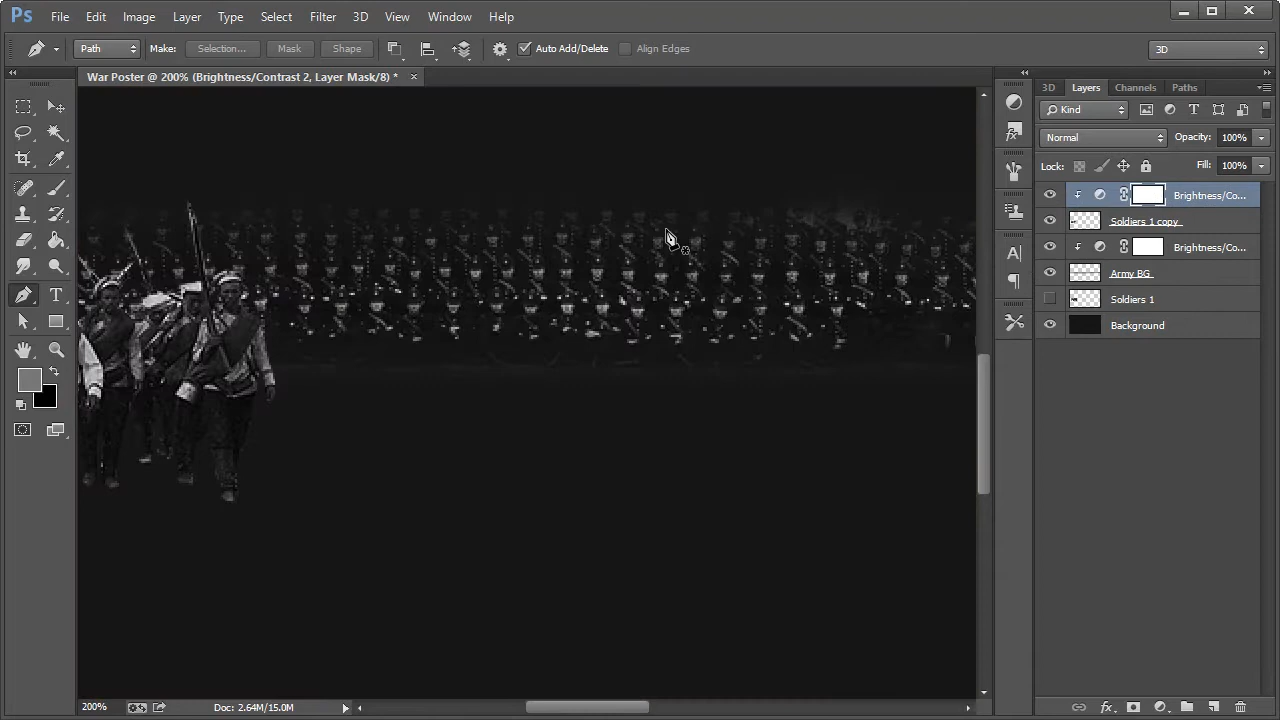 Ps File Edit Image Layer Type Select Filter 3D View Window Help
Path Make: Selection... Mask Shape Auto Add/Delete Align Edges 3D
War Poster @ 200% (Brightness/Contrast 2, Layer Mask/8) * ×
3D Layers Channels Paths
Kind T
Normal Opacity: 100%
Lock: Fill: 100%
Brightness/Co...
Soldiers 1 copy
Brightness/Co...
Army BG
Soldiers 1
Background
T
A
fx
200% Doc: 2.64M/15.0M
fx